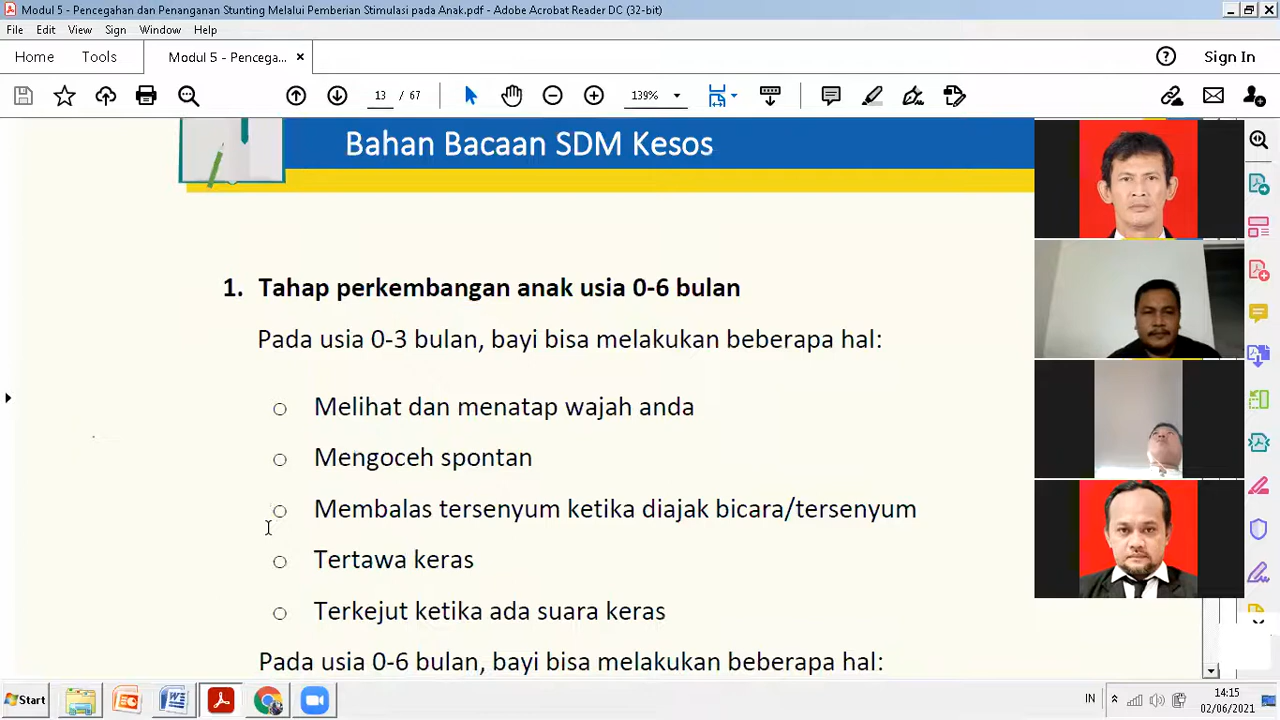 Modul 5 - Pencegahan dan Penanganan Stunting Melalui Pemberian Stimulasi pada Anak.pdf - Adobe Acrobat Reader DC (32-bit)
File Edit View Sign Window Help
Home Tools Modul 5 - Pencega... × Sign In
13 / 67 139%
Bahan Bacaan SDM Kesos
1. Tahap perkembangan anak usia 0-6 bulan
Pada usia 0-3 bulan, bayi bisa melakukan beberapa hal:
○ Melihat dan menatap wajah anda
○ Mengoceh spontan
○ Membalas tersenyum ketika diajak bicara/tersenyum
○ Tertawa keras
○ Terkejut ketika ada suara keras
Pada usia 0-6 bulan, bayi bisa melakukan beberapa hal:
Start IN 14:15
02/06/2021